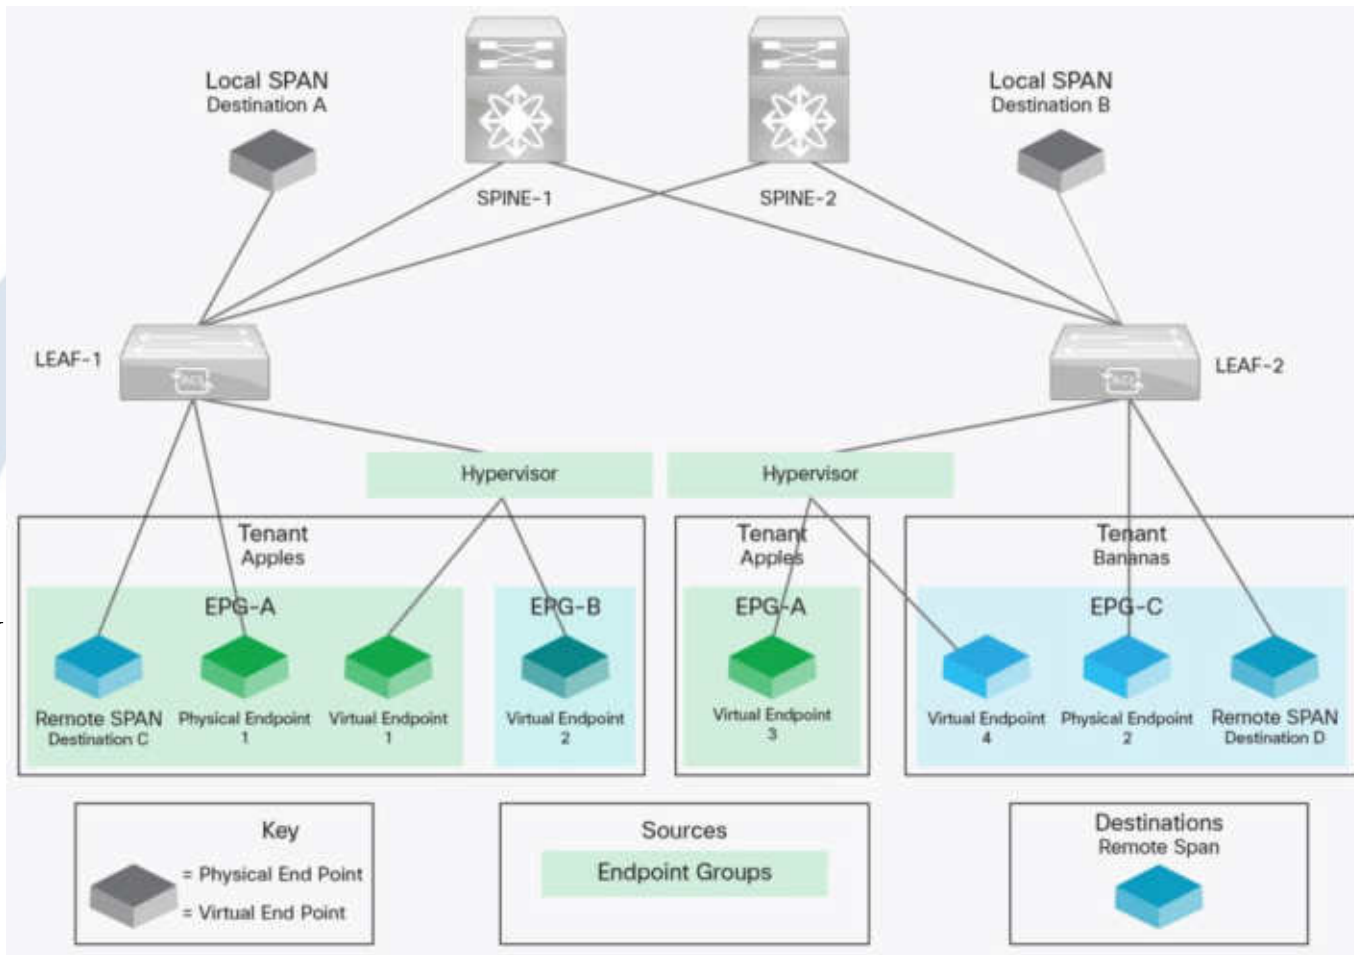 Local SPAN
Destination A
Local SPAN
Destination B
SPINE-1
SPINE-2
LEAF-1
LEAF-2
Hypervisor
Hypervisor
Tenant
Apples
Tenant
Apples
Tenant
Bananas
EPG-A
EPG-B
EPG-A
EPG-C
Remote SPAN
Destination C
Physical Endpoint
1
Virtual Endpoint
1
Virtual Endpoint
2
Virtual Endpoint
3
Virtual Endpoint
4
Physical Endpoint
2
Remote SPAN
Destination D
Key
= Physical End Point
= Virtual End Point
Sources
Endpoint Groups
Destinations
Remote Span